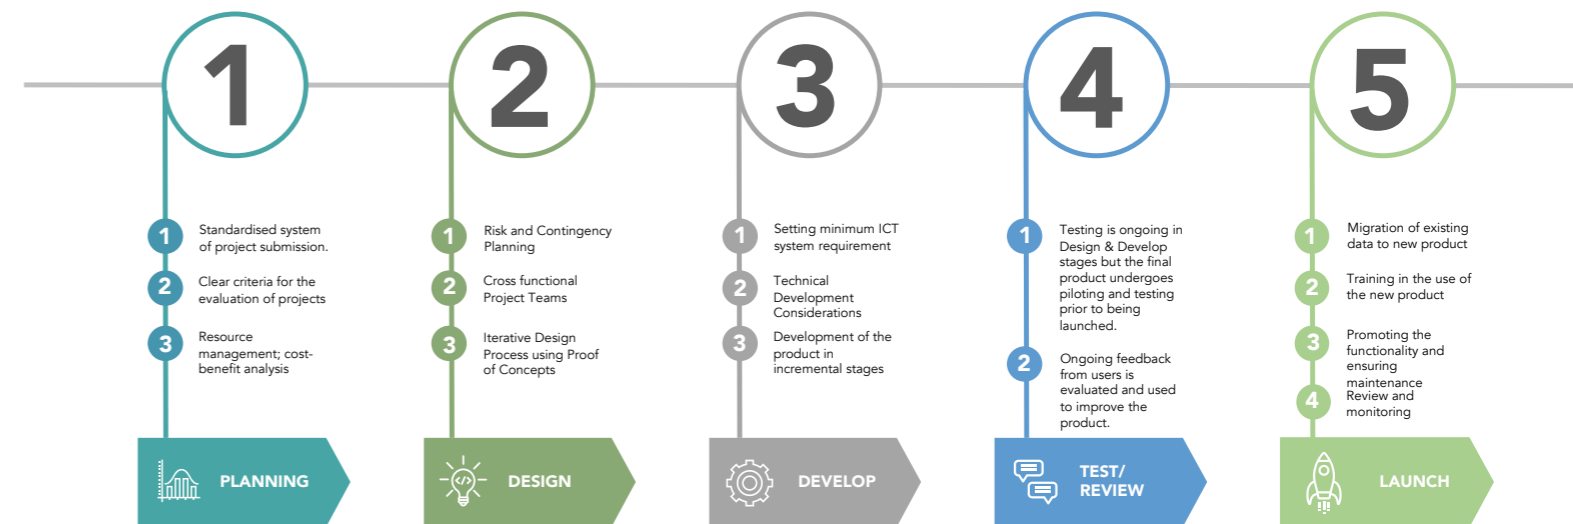 1
1
Standardised system
of project submission.
2
Clear criteria for the
evaluation of projects
3
Resource
management; cost-
benefit analysis
PLANNING
2
1
Risk and Contingency
Planning
2
Cross functional
Project Teams
3
Iterative Design
Process using Proof
of Concepts
DESIGN
3
1
Setting minimum ICT
system requirement
2
Technical
Development
Considerations
3
Development of the
product in
incremental stages
DEVELOP
4
1
Testing is ongoing in
Design & Develop
stages but the final
product undergoes
piloting and testing
prior to being
launched.
2
Ongoing feedback
from users is
evaluated and used
to improve the
product.
TEST/
REVIEW
5
1
Migration of existing
data to new product
2
Training in the use of
the new product
3
Promoting the
functionality and
ensuring
maintenance
4
Review and
monitoring
LAUNCH